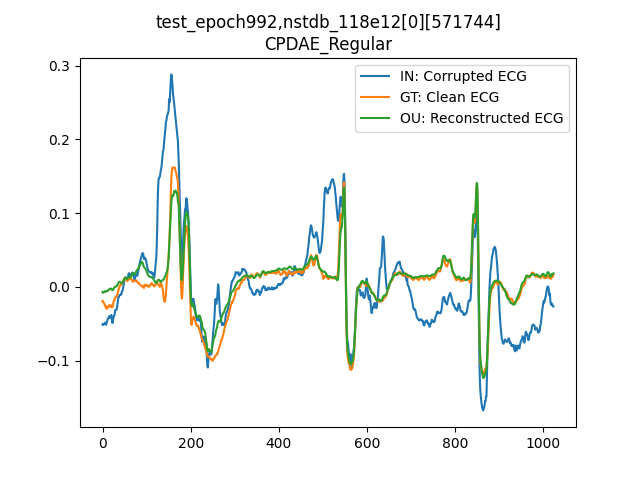 test_epoch992,nstdb_118e12[0][571744]
CPDAE_Regular
IN: Corrupted ECG
GT: Clean ECG
OU: Reconstructed ECG
0.3
0.2
0.1
0.0
−0.1
0 200 400 600 800 1000